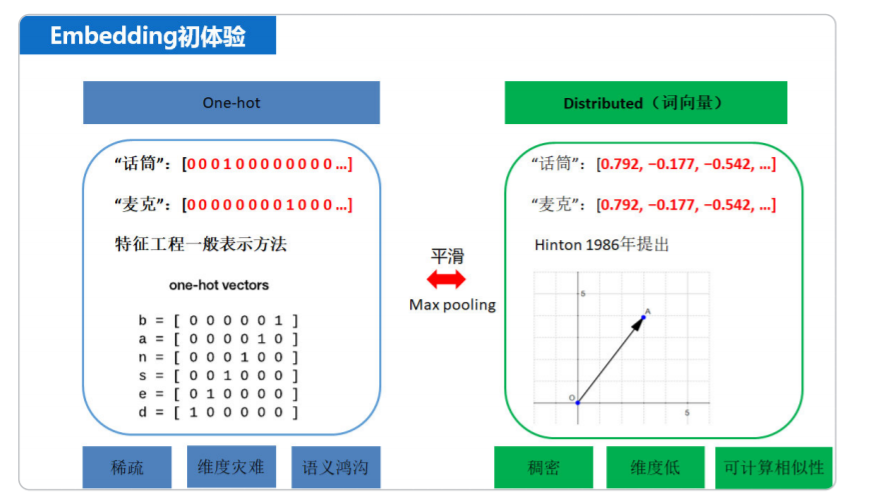 Embedding初体验
One-hot
“话筒”：[0 0 0 1 0 0 0 0 0 0 0 0 ...]
“麦克”：[0 0 0 0 0 0 0 0 1 0 0 0 ...]
特征工程一般表示方法
one-hot vectors
b = [ 0 0 0 0 0 1 ]
a = [ 0 0 0 0 1 0 ]
n = [ 0 0 0 1 0 0 ]
s = [ 0 0 1 0 0 0 ]
e = [ 0 1 0 0 0 0 ]
d = [ 1 0 0 0 0 0 ]
稀疏
维度灾难
语义鸿沟
平滑
Max pooling
Distributed（词向量）
“话筒”：[0.792, −0.177, −0.542, ...]
“麦克”：[0.792, −0.177, −0.542, ...]
Hinton 1986年提出
5
A
O
5
稠密
维度低
可计算相似性